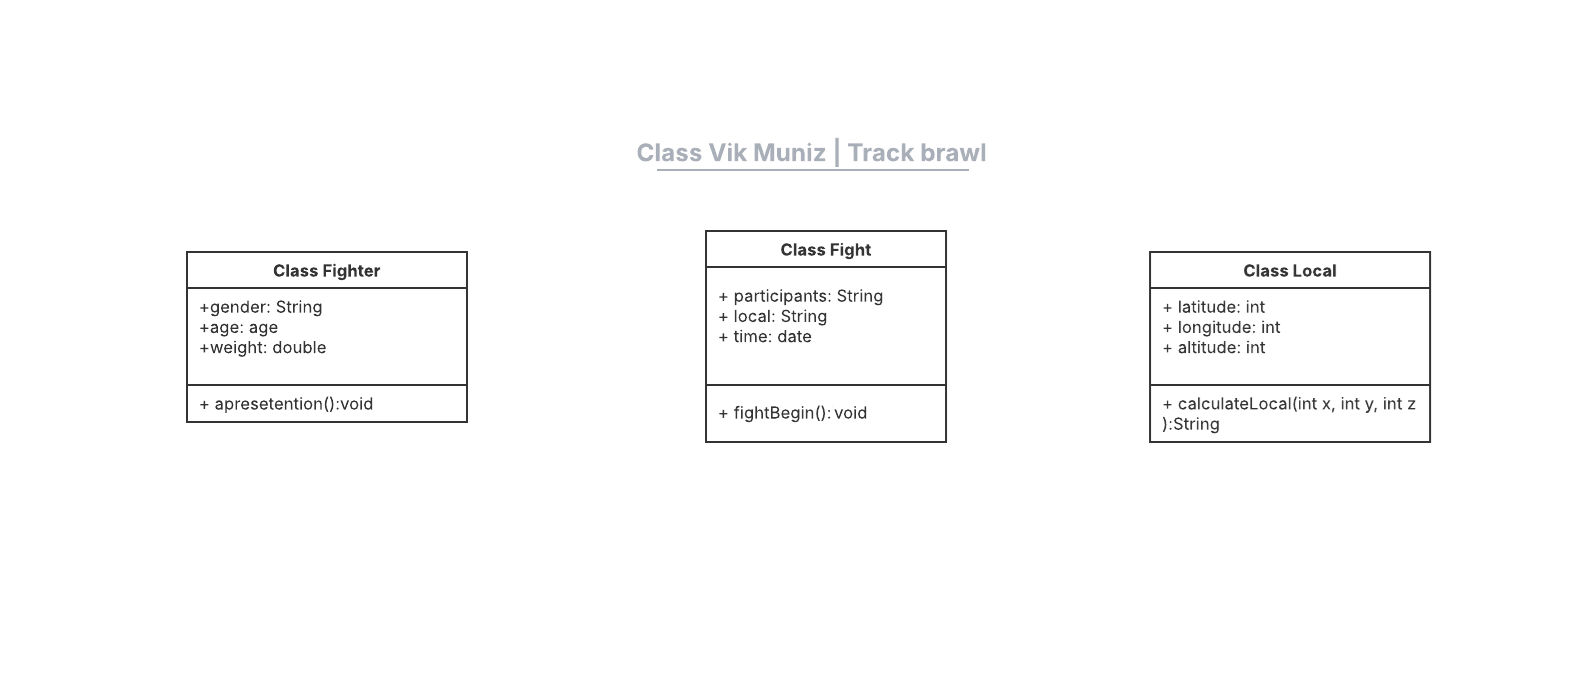 Class Vik Muniz | Track brawl
Class Fighter
+gender: String
+age: age
+weight: double
+ apresetention():void
Class Fight
+ participants: String
+ local: String
+ time: date
+ fightBegin(): void
Class Local
+ latitude: int
+ longitude: int
+ altitude: int
+ calculateLocal(int x, int y, int z
):String